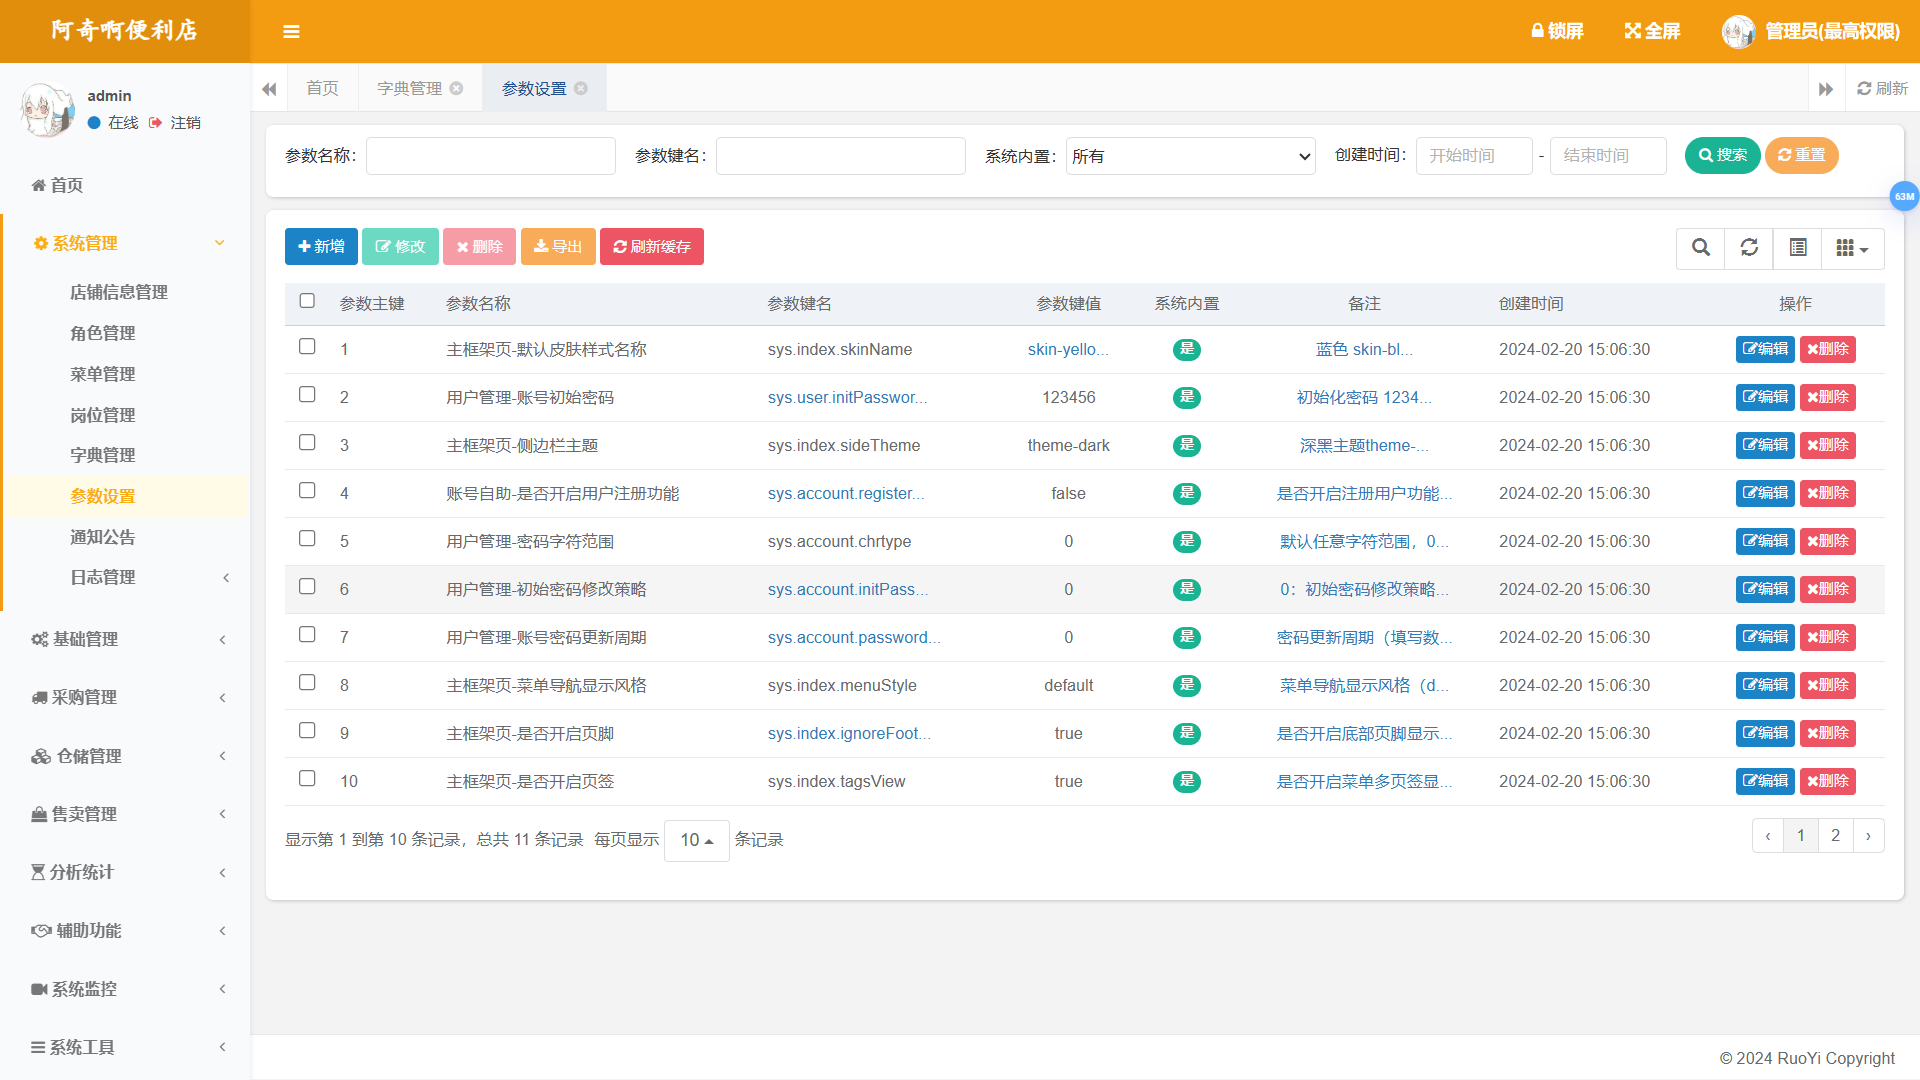 阿奇啊便利店
锁屏 全屏 管理员(最高权限)
admin
在线 注销
首页 字典管理 参数设置 刷新
参数名称： 参数键名： 系统内置： 所有 创建时间： 开始时间 - 结束时间 搜索 重置
63M
首页
系统管理
店铺信息管理
角色管理
菜单管理
岗位管理
字典管理
参数设置
通知公告
日志管理
基础管理
采购管理
仓储管理
售卖管理
分析统计
辅助功能
系统监控
系统工具
新增 修改 删除 导出 刷新缓存
参数主键 参数名称 参数键名 参数键值 系统内置 备注 创建时间 操作
1 主框架页-默认皮肤样式名称 sys.index.skinName skin-yello... 是 蓝色 skin-bl... 2024-02-20 15:06:30 编辑 删除
2 用户管理-账号初始密码 sys.user.initPasswor... 123456 是 初始化密码 1234... 2024-02-20 15:06:30 编辑 删除
3 主框架页-侧边栏主题 sys.index.sideTheme theme-dark 是 深黑主题theme-... 2024-02-20 15:06:30 编辑 删除
4 账号自助-是否开启用户注册功能 sys.account.register... false 是 是否开启注册用户功能... 2024-02-20 15:06:30 编辑 删除
5 用户管理-密码字符范围 sys.account.chrtype 0 是 默认任意字符范围，0... 2024-02-20 15:06:30 编辑 删除
6 用户管理-初始密码修改策略 sys.account.initPass... 0 是 0：初始密码修改策略... 2024-02-20 15:06:30 编辑 删除
7 用户管理-账号密码更新周期 sys.account.password... 0 是 密码更新周期（填写数... 2024-02-20 15:06:30 编辑 删除
8 主框架页-菜单导航显示风格 sys.index.menuStyle default 是 菜单导航显示风格（d... 2024-02-20 15:06:30 编辑 删除
9 主框架页-是否开启页脚 sys.index.ignoreFoot... true 是 是否开启底部页脚显示... 2024-02-20 15:06:30 编辑 删除
10 主框架页-是否开启页签 sys.index.tagsView true 是 是否开启菜单多页签显... 2024-02-20 15:06:30 编辑 删除
显示第 1 到第 10 条记录，总共 11 条记录 每页显示 10 条记录 ‹ 1 2 ›
© 2024 RuoYi Copyright